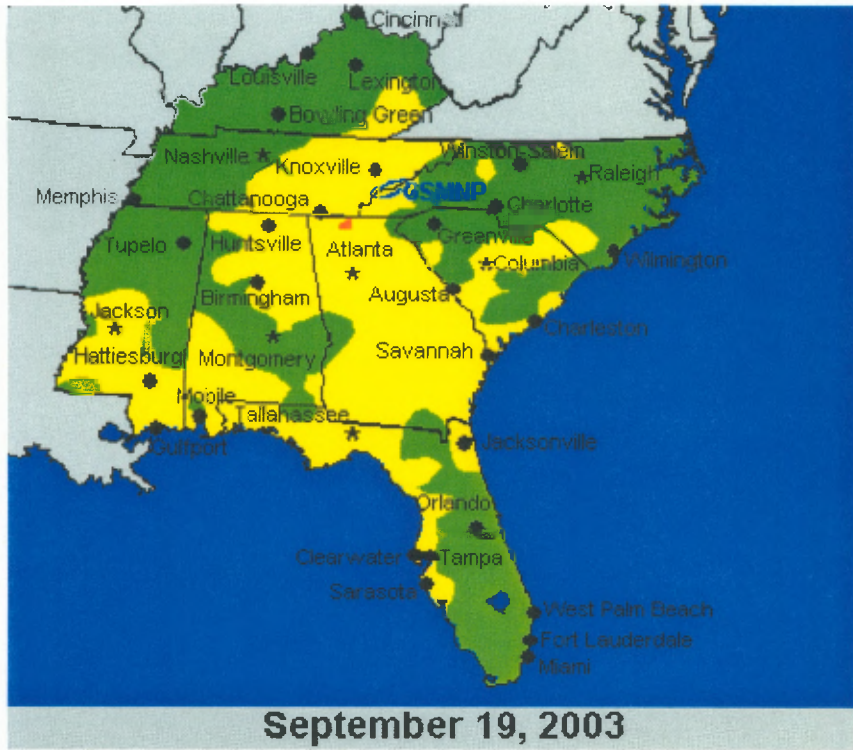 Cincinnati
Louisville
Lexington
Bowling Green
Nashville
Knoxville
Winston-Salem
Raleigh
GSMNP
Memphis
Chattanooga
Charlotte
Tupelo
Huntsville
Atlanta
Greenville
Columbia
Wilmington
Birmingham
Augusta
Jackson
Charleston
Hattiesburg
Montgomery
Savannah
Mobile
Tallahassee
Gulfport
Jacksonville
Orlando
Clearwater
Tampa
Sarasota
West Palm Beach
Fort Lauderdale
Miami
September 19, 2003